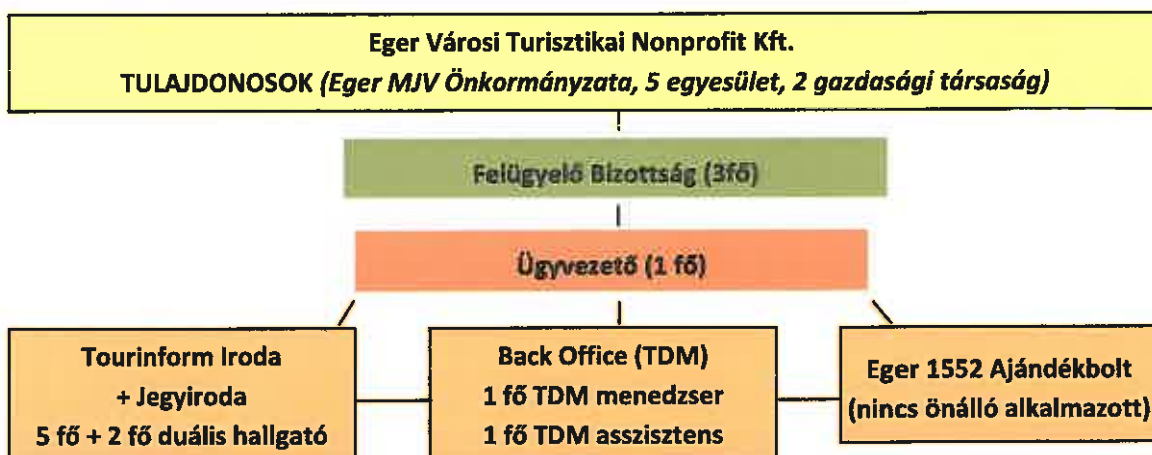 Eger Városi Turisztikai Nonprofit Kft.
TULAJDONOSOK (Eger MJV Önkormányzata, 5 egyesület, 2 gazdasági társaság)
Felügyelő Bizottság (3fő)
Ügyvezető (1 fő)
Tourinform Iroda
+ Jegyiroda
5 fő + 2 fő duális hallgató
Back Office (TDM)
1 fő TDM menedzser
1 fő TDM asszisztens
Eger 1552 Ajándékbolt
(nincs önálló alkalmazott)